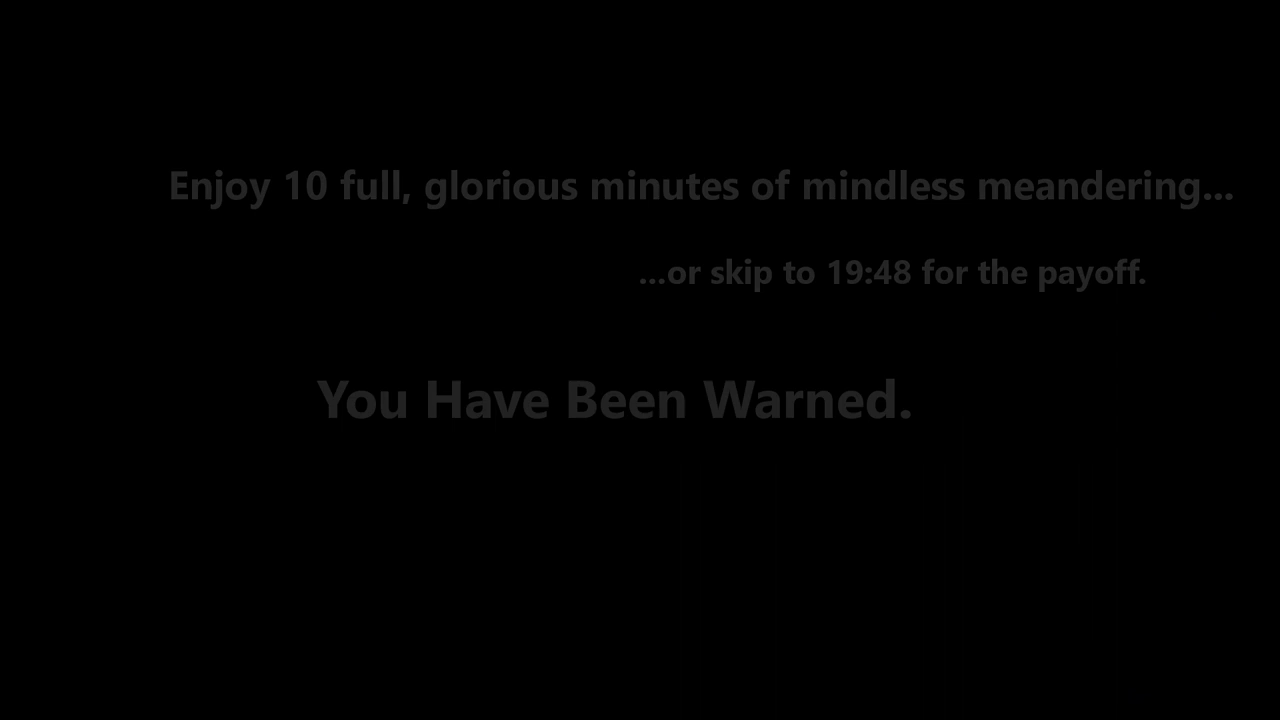 Enjoy 10 full, glorious minutes of mindless meandering...
...or skip to 19:48 for the payoff.
You Have Been Warned.